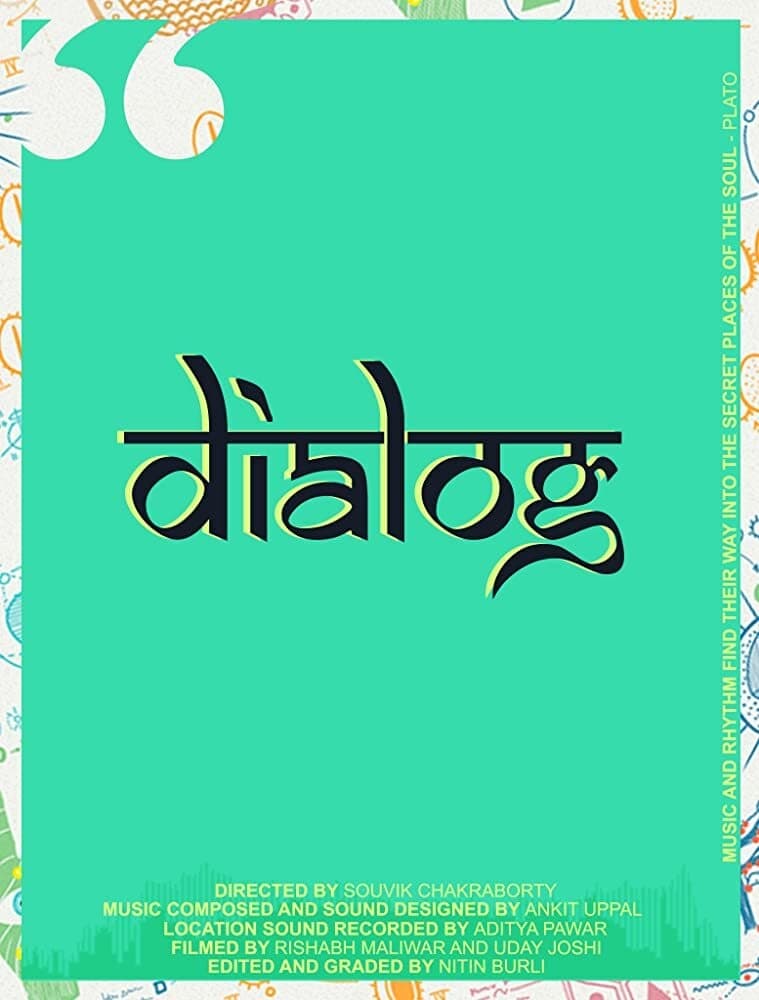 dialog
MUSIC AND RHYTHM FIND THEIR WAY INTO THE SECRET PLACES OF THE SOUL - PLATO
DIRECTED BY SOUVIK CHAKRABORTY
MUSIC COMPOSED AND SOUND DESIGNED BY ANKIT UPPAL
LOCATION SOUND RECORDED BY ADITYA PAWAR
FILMED BY RISHABH MALIWAR AND UDAY JOSHI
EDITED AND GRADED BY NITIN BURLI